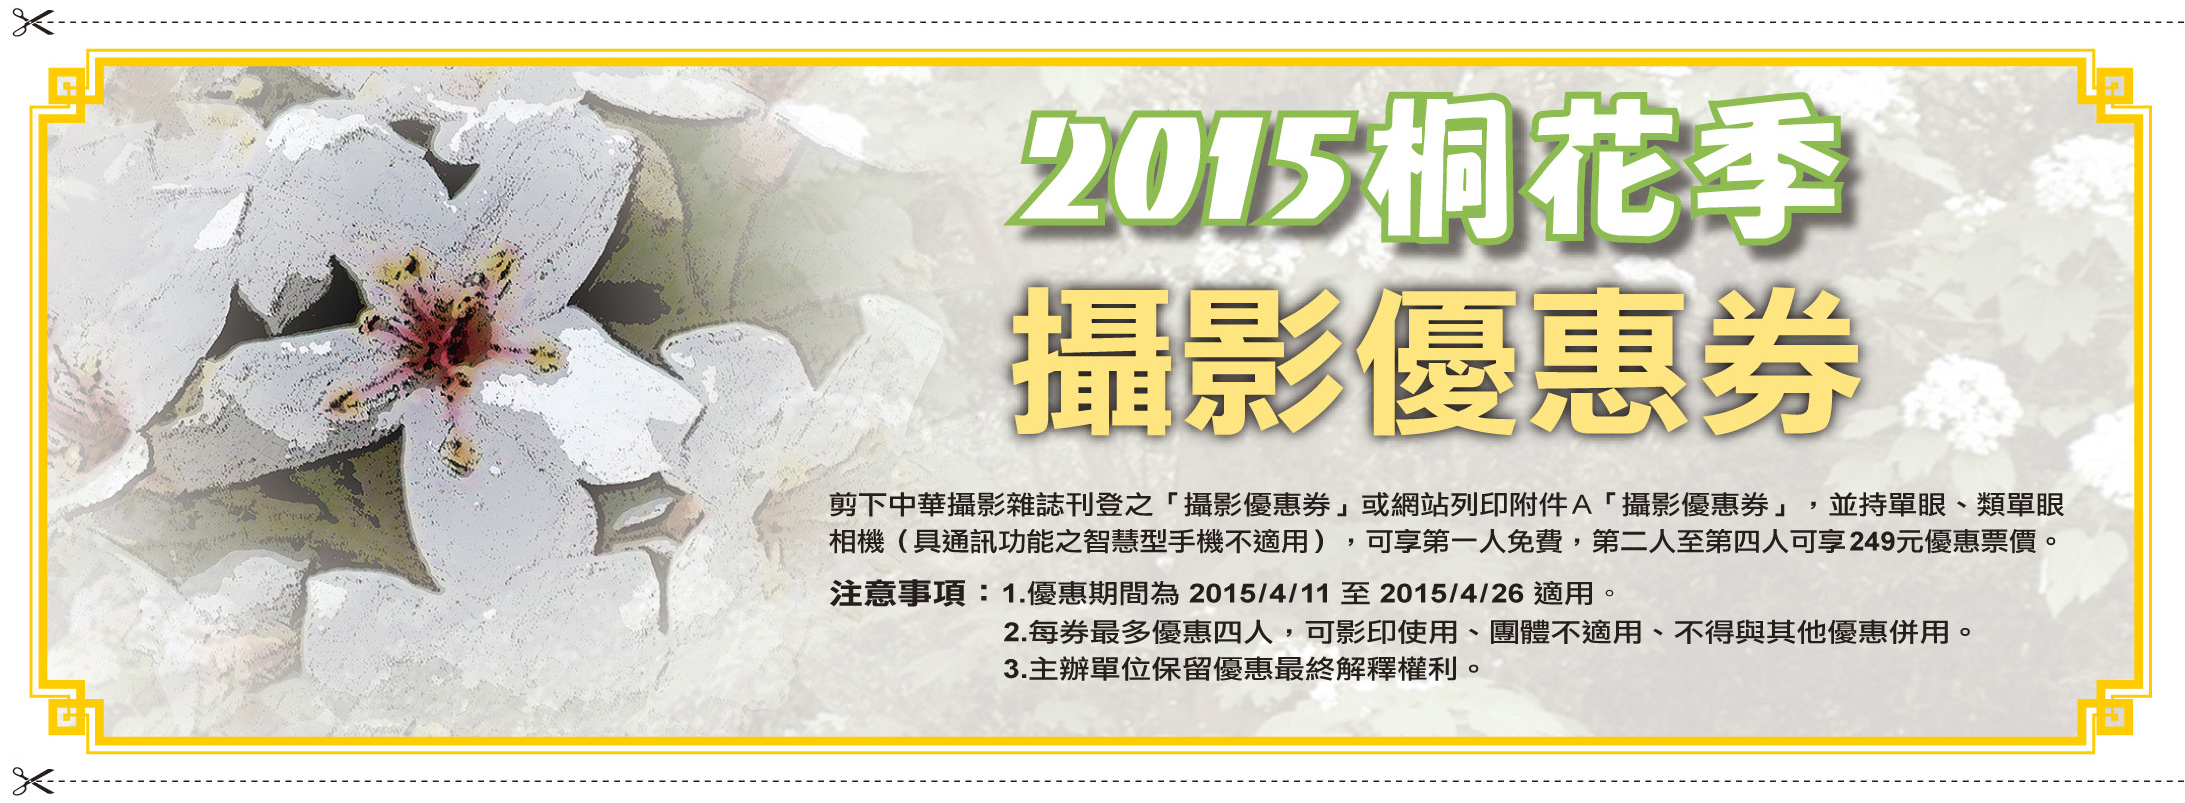 2015桐花季
攝影優惠券
剪下中華攝影雜誌刊登之「攝影優惠券」或網站列印附件A「攝影優惠券」，並持單眼、類單眼
相機（具通訊功能之智慧型手機不適用），可享第一人免費，第二人至第四人可享249元優惠票價。
注意事項：1.優惠期間為 2015/4/11 至 2015/4/26 適用。
2.每券最多優惠四人，可影印使用、團體不適用、不得與其他優惠併用。
3.主辦單位保留優惠最終解釋權利。